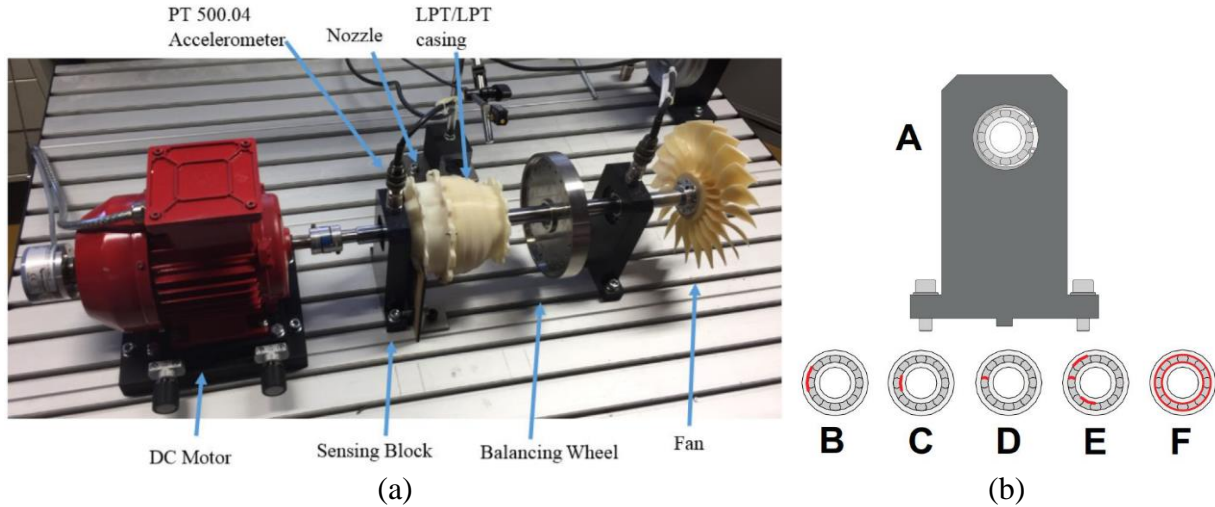 PT 500.04
Accelerometer
Nozzle
LPT/LPT
casing
DC Motor
Sensing Block
Balancing Wheel
Fan
(a)
A
B C D E F
(b)